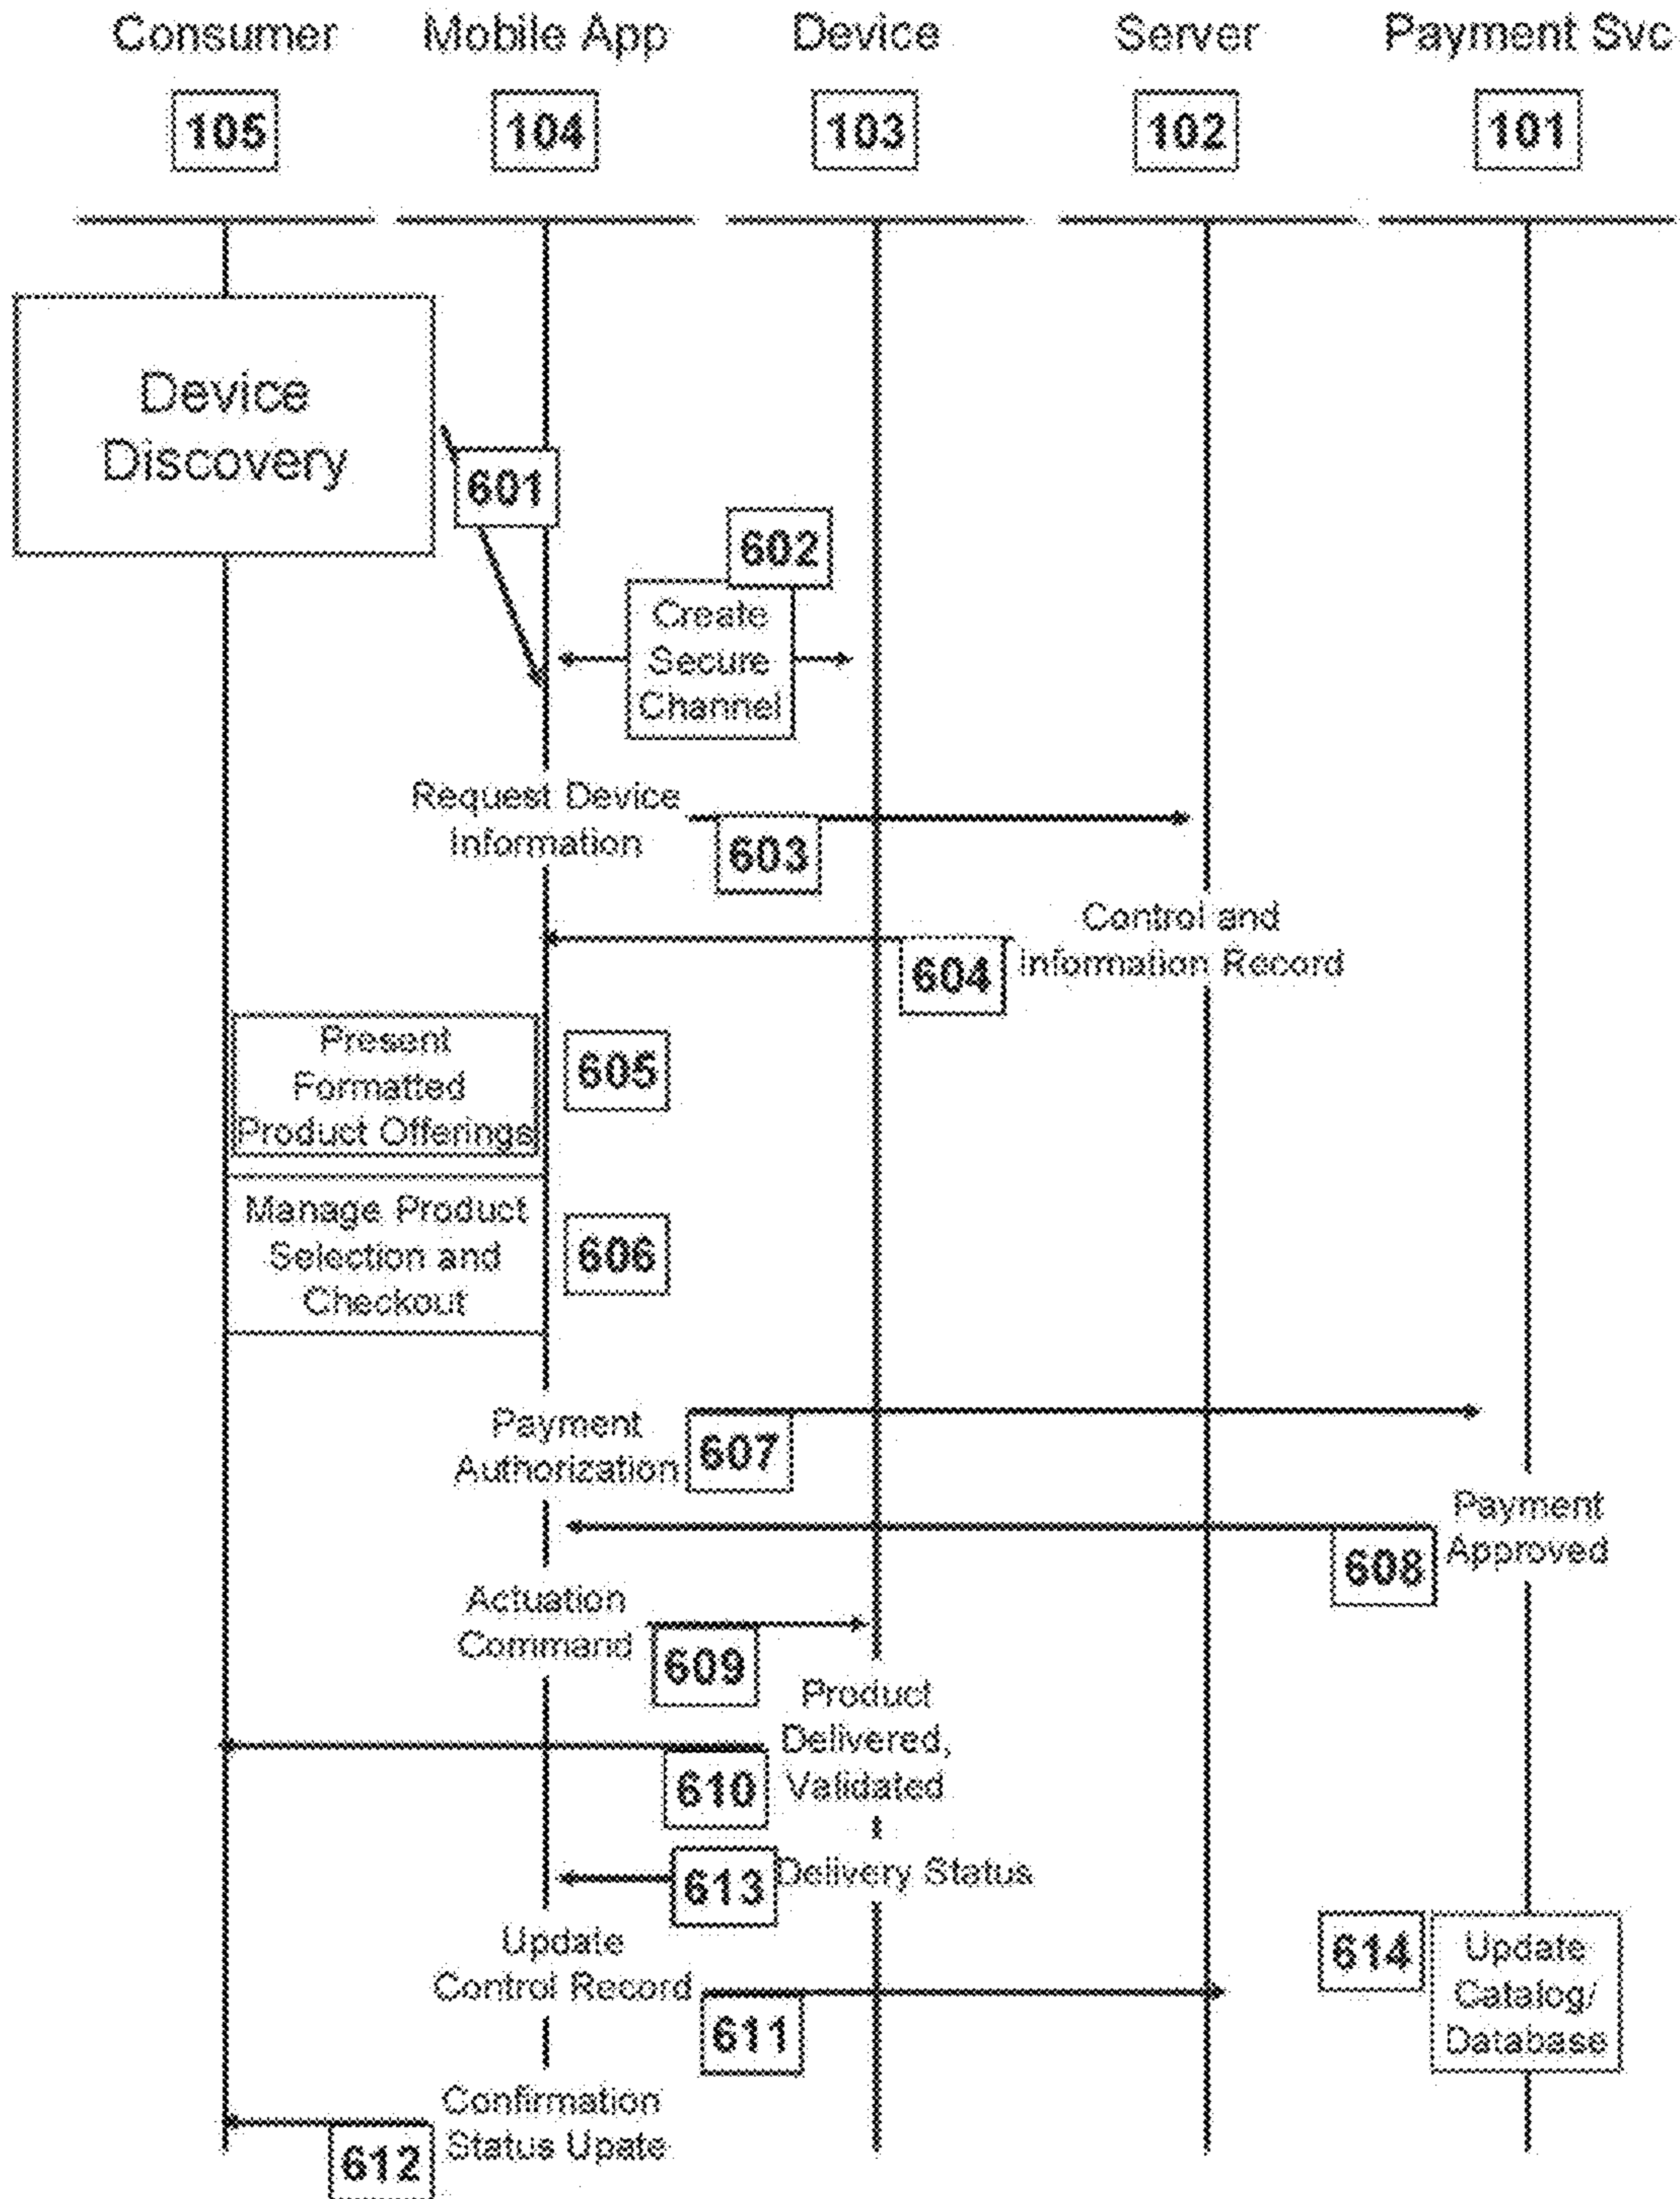 Consumer
Mobile App
Device
Server
Payment Svc
105
104
103
102
101
Device
Discovery
601
602
Create
Secure
Channel
Request Device
Information
603
Control and
Information Record
604
Present
Formatted
Product Offerings
605
Manage Product
Selection and
Checkout
606
Payment
Authorization
607
Payment
Approved
608
Actuation
Command
609
Product
Delivered,
Validated
610
613
Delivery Status
Update
Control Record
611
614
Update
Catalog/
Database
Confirmation
Status Upate
612